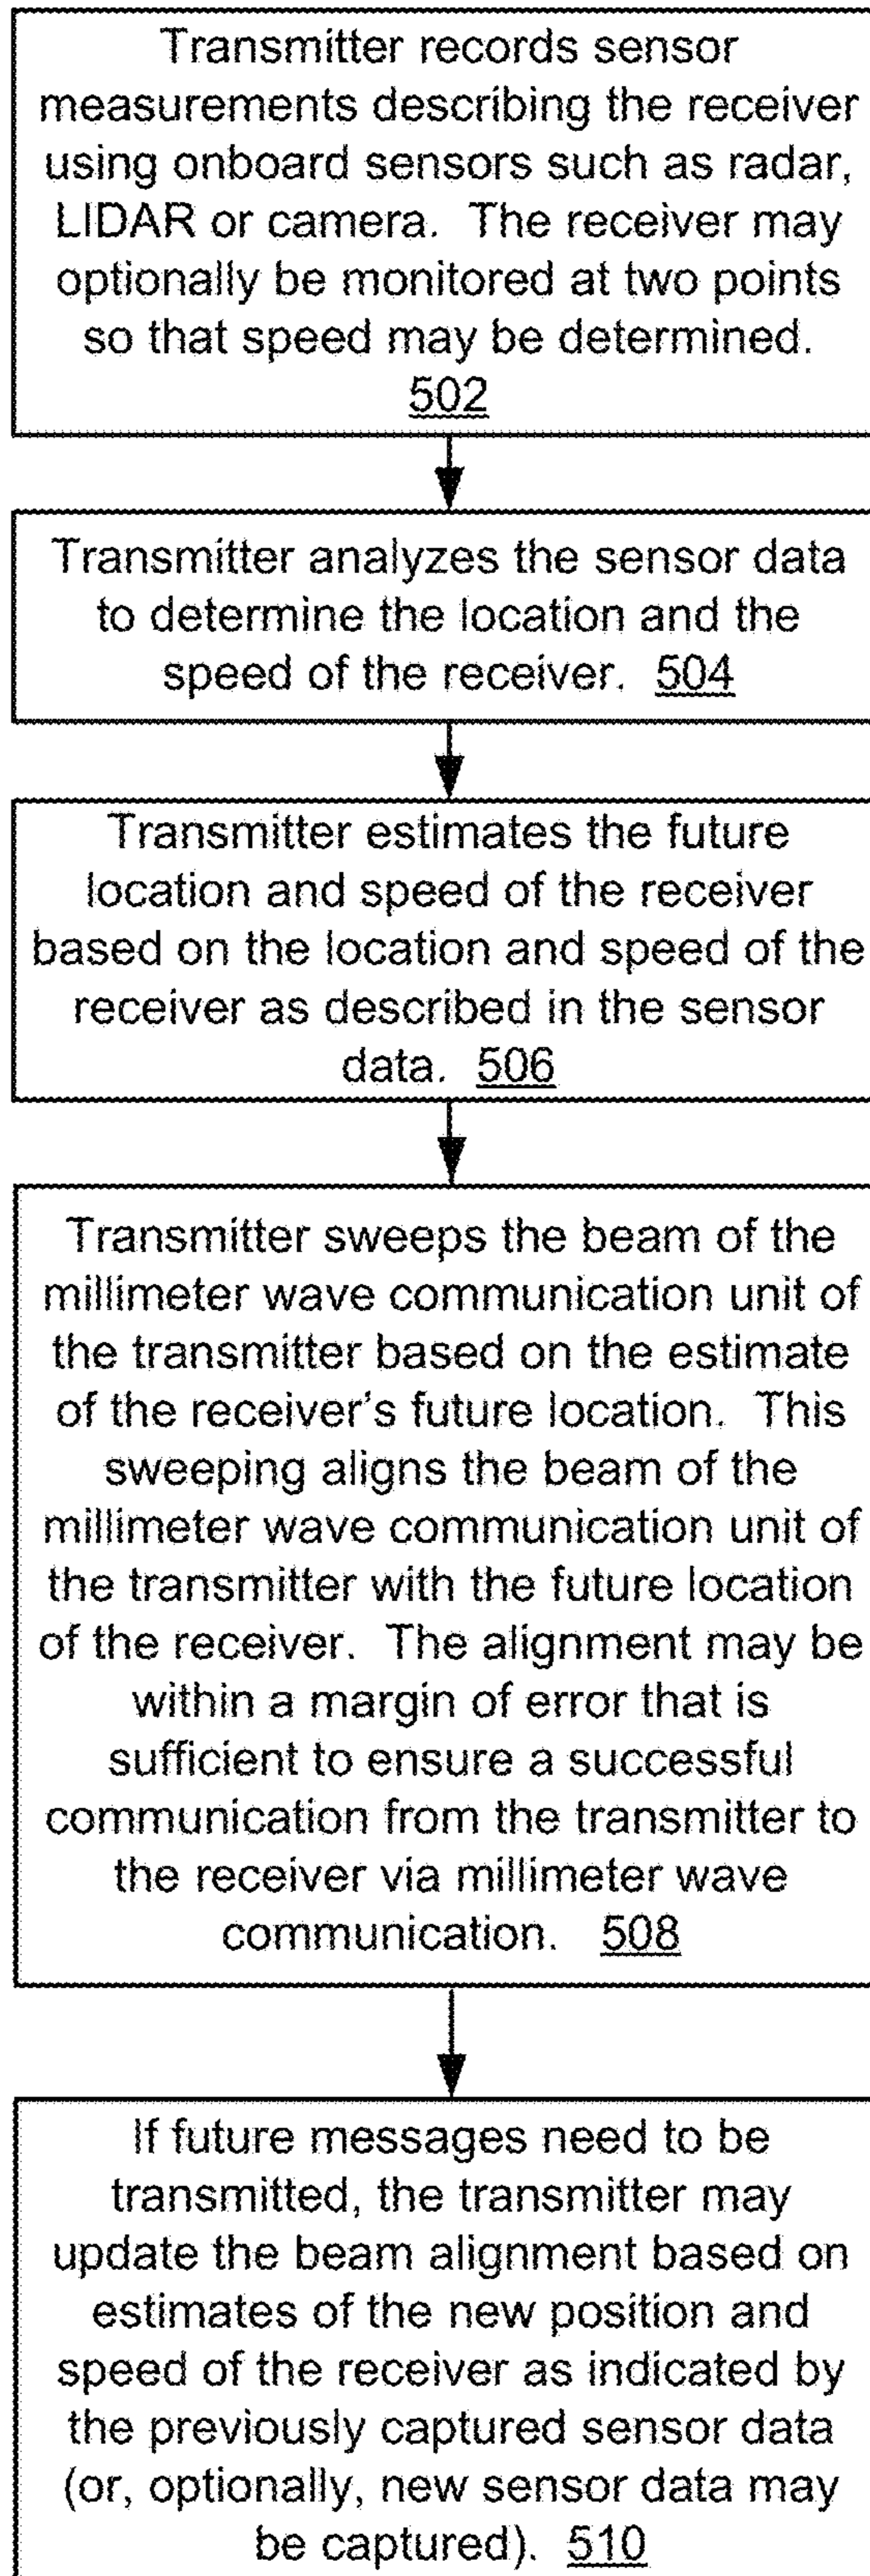 Transmitter records sensor
measurements describing the receiver
using onboard sensors such as radar,
LIDAR or camera. The receiver may
optionally be monitored at two points
so that speed may be determined.
502
Transmitter analyzes the sensor data
to determine the location and the
speed of the receiver. 504
Transmitter estimates the future
location and speed of the receiver
based on the location and speed of the
receiver as described in the sensor
data. 506
Transmitter sweeps the beam of the
millimeter wave communication unit of
the transmitter based on the estimate
of the receiver's future location. This
sweeping aligns the beam of the
millimeter wave communication unit of
the transmitter with the future location
of the receiver. The alignment may be
within a margin of error that is
sufficient to ensure a successful
communication from the transmitter to
the receiver via millimeter wave
communication. 508
If future messages need to be
transmitted, the transmitter may
update the beam alignment based on
estimates of the new position and
speed of the receiver as indicated by
the previously captured sensor data
(or, optionally, new sensor data may
be captured). 510